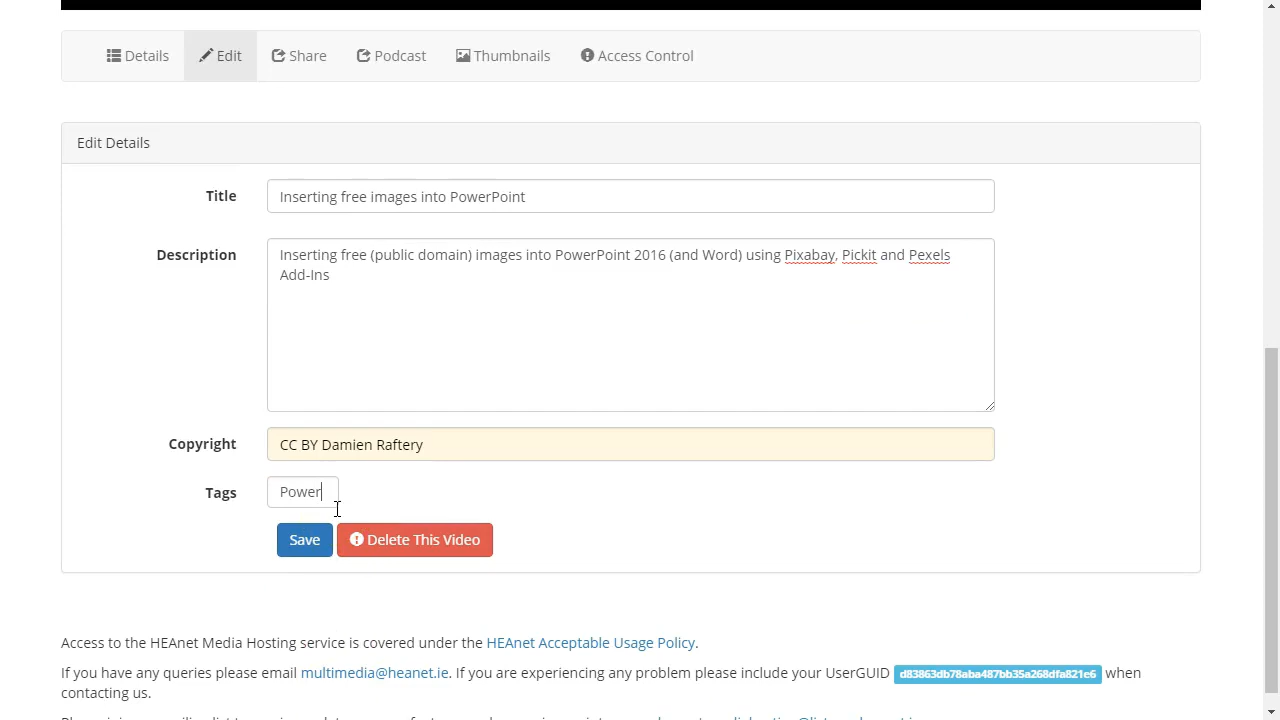 Details Edit Share Podcast Thumbnails Access Control
Edit Details
Title Inserting free images into PowerPoint
Description Inserting free (public domain) images into PowerPoint 2016 (and Word) using Pixabay, Pickit and Pexels
Add-Ins
Copyright CC BY Damien Raftery
Tags Power
Save Delete This Video
Access to the HEAnet Media Hosting service is covered under the HEAnet Acceptable Usage Policy.
If you have any queries please email multimedia@heanet.ie. If you are experiencing any problem please include your UserGUID d83863db78aba487bb35a268dfa821e6 when
contacting us.